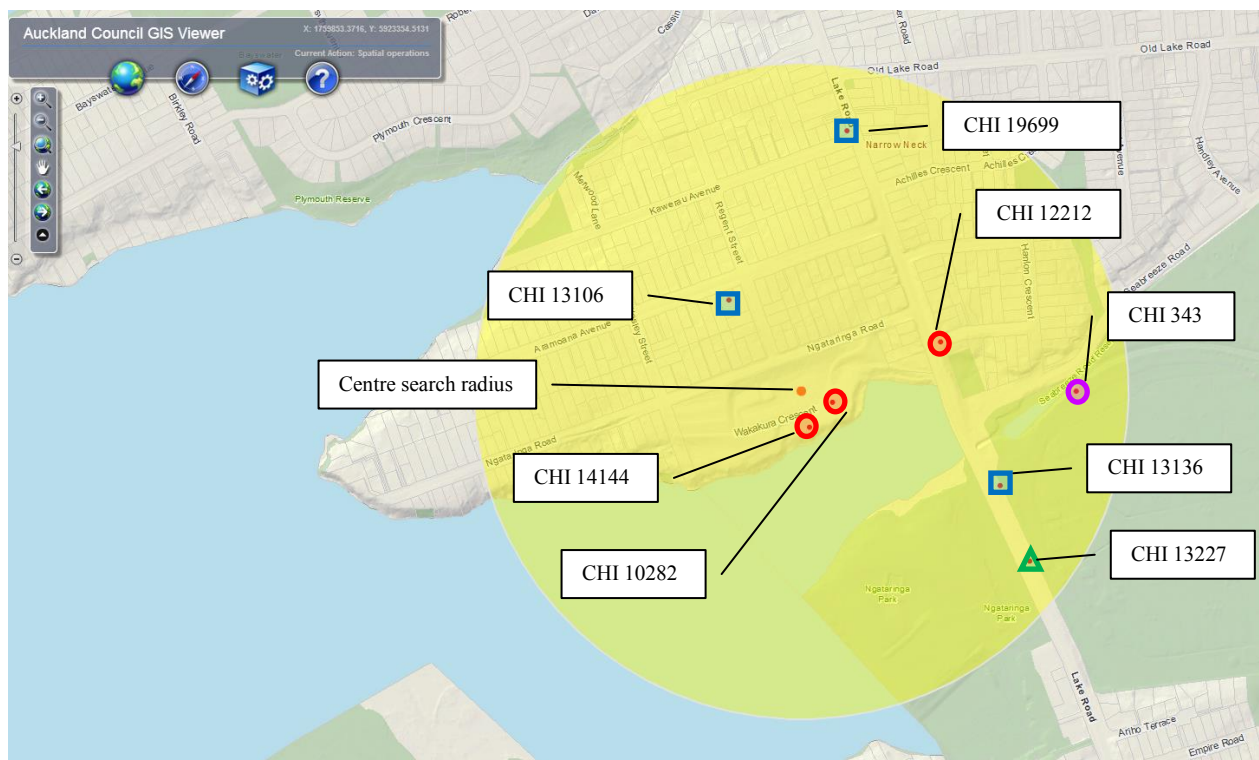 Auckland Council GIS Viewer
X: 1759853.3716, Y: 5923354.5131
Current Action: Spatial operations
Bayswater
Birkley Road
Plymouth Crescent
Plymouth Reserve
Old Lake Road
Old Lake Road
Lake Road
Narrow Neck
CHI 19699
Achilles Crescent
Achilles
Handley Avenue
Melwood Lane
Kawerau Avenue
Regent Street
CHI 12212
Hanlon Crescent
Seabreeze Road
CHI 13106
CHI 343
Aramoana Avenue
Ngataringa Road
Centre search radius
Seabreeze Road
Wakakura Crescent
Ngataringa Road
CHI 14144
CHI 13136
CHI 10282
CHI 13227
Ngataringa
Park
Ngataringa
Park
Lake Road
Ariho Terrace
Empire Road